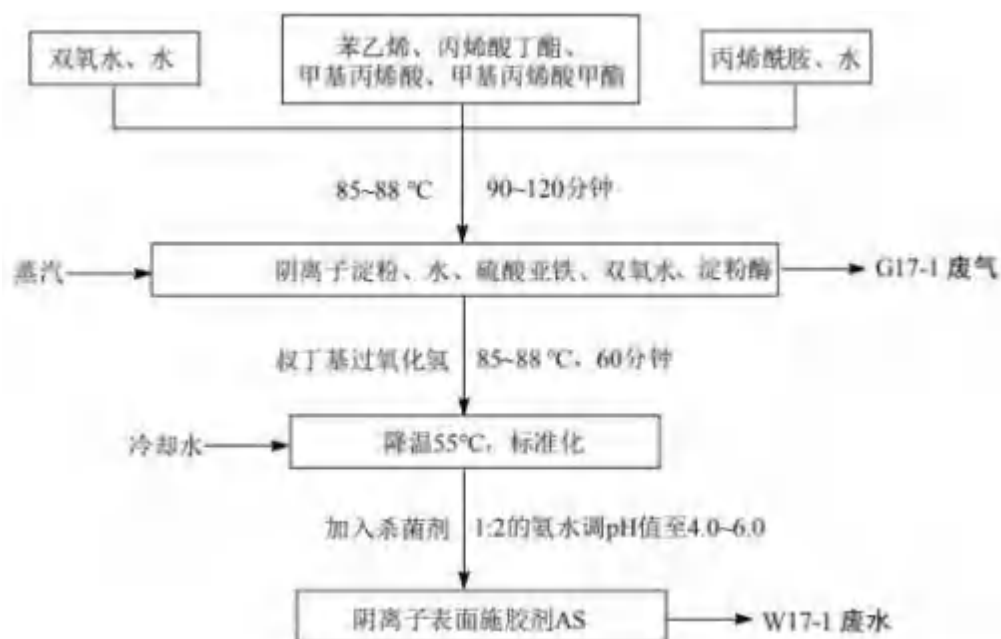 双氧水、水
苯乙烯、丙烯酸丁酯、
甲基丙烯酸、甲基丙烯酸甲酯
丙烯酰胺、水
85~88 ℃
90~120分钟
蒸汽
阴离子淀粉、水、硫酸亚铁、双氧水、淀粉酶
G17-1 废气
叔丁基过氧化氢
85~88 ℃，60分钟
冷却水
降温55℃，标准化
加入杀菌剂
1:2的氨水调pH值至4.0~6.0
阴离子表面施胶剂AS
W17-1 废水